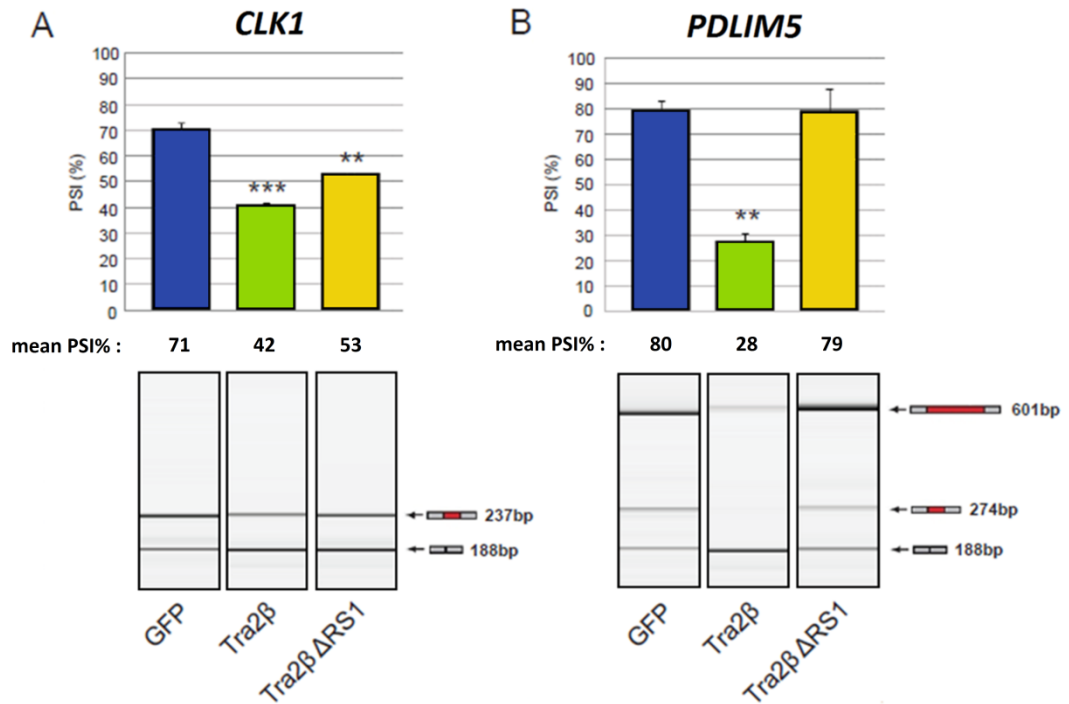 A
CLK1
PSI (%)
100
90
80
70
60
50
40
30
20
10
0
***
**
mean PSI% : 71 42 53
237bp
188bp
GFP
Tra2β
Tra2β ΔRS1
B
PDLIM5
PSI (%)
100
90
80
70
60
50
40
30
20
10
0
**
mean PSI% : 80 28 79
601bp
274bp
188bp
GFP
Tra2β
Tra2β ΔRS1